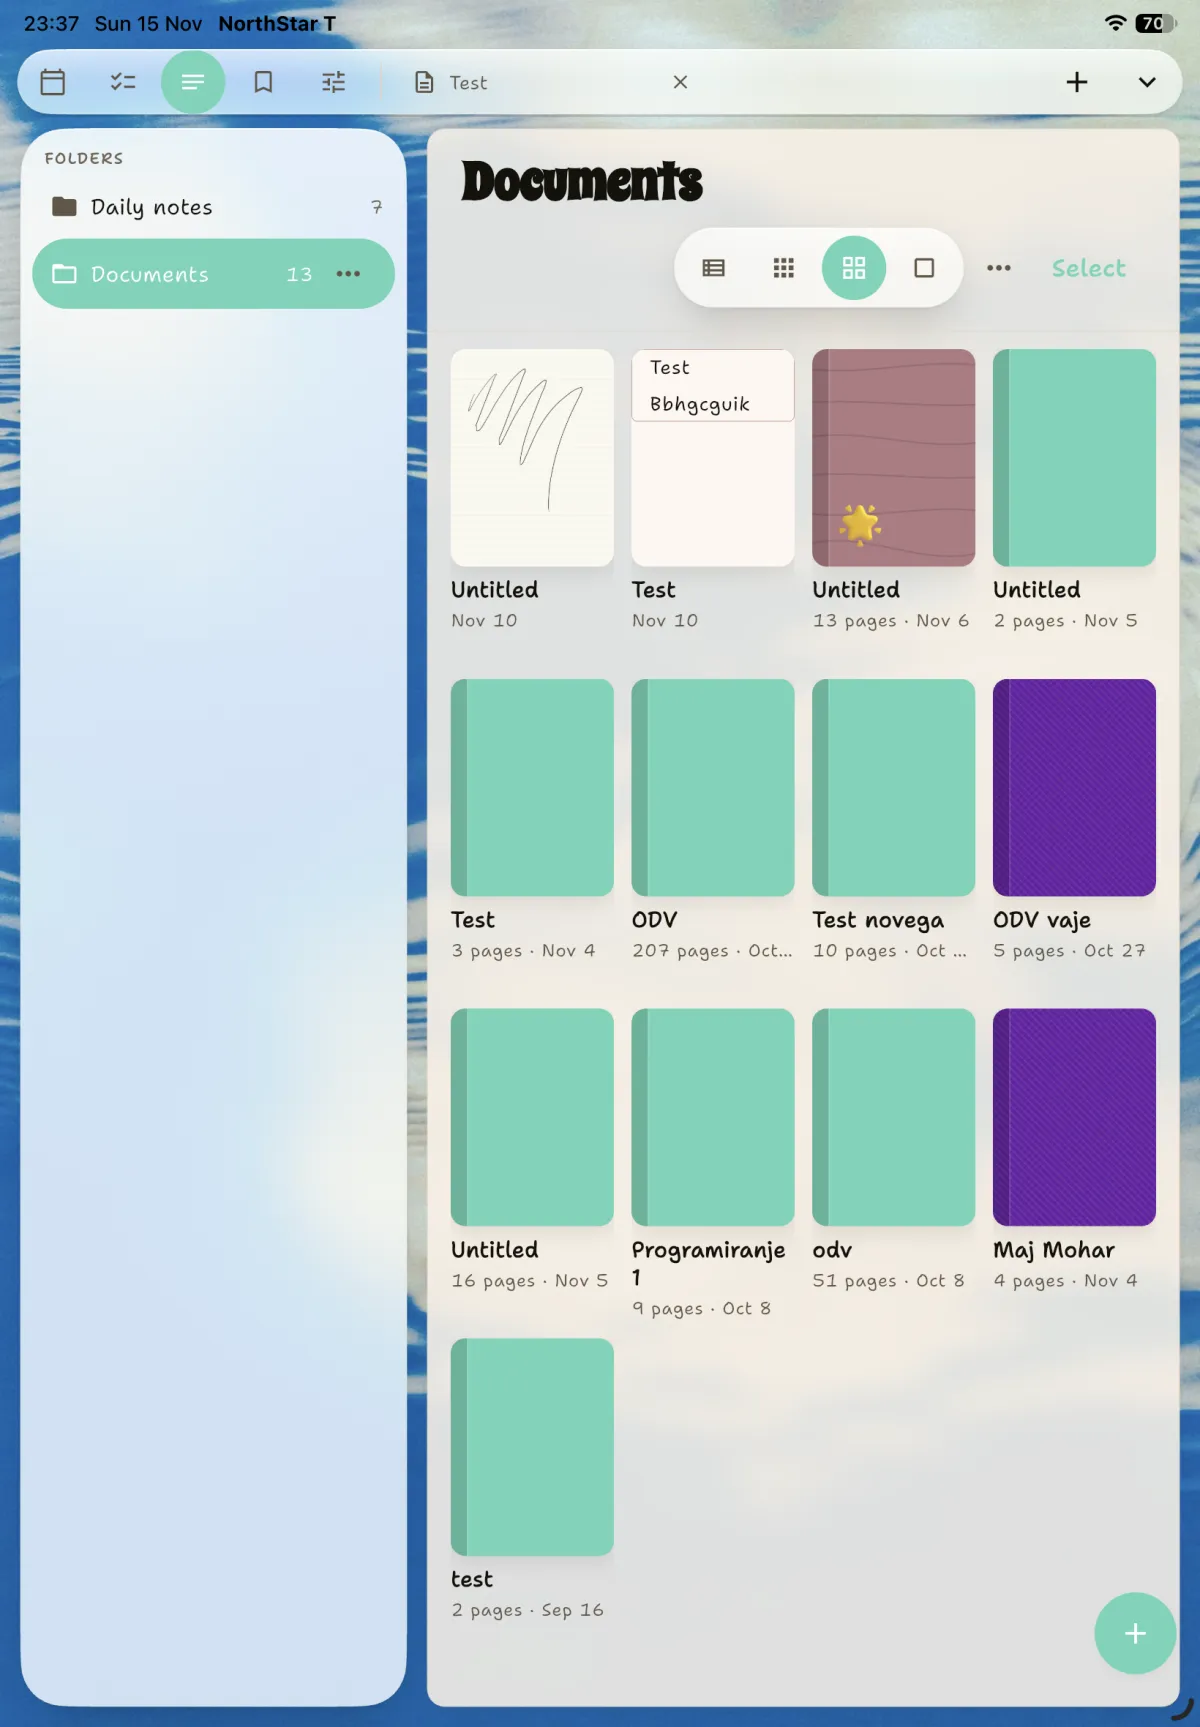 23:37 Sun 15 Nov NorthStar T
70
Test
FOLDERS
Daily notes 7
Documents 13
Documents
Select
Test
Bbhgcguik
Untitled
Nov 10
Test
Nov 10
Untitled
13 pages · Nov 6
Untitled
2 pages · Nov 5
Test
3 pages · Nov 4
ODV
207 pages · Oct...
Test novega
10 pages · Oct ...
ODV vaje
5 pages · Oct 27
Untitled
16 pages · Nov 5
Programiranje
1
9 pages · Oct 8
odv
51 pages · Oct 8
Maj Mohar
4 pages · Nov 4
test
2 pages · Sep 16